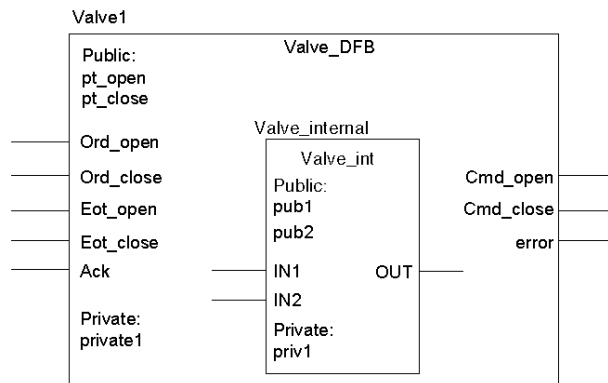 Valve1
Valve_DFB
Public:
pt_open
pt_close
Ord_open
Ord_close
Eot_open
Eot_close
Ack
Private:
private1
Valve_internal
Valve_int
Public:
pub1
pub2
IN1
OUT
IN2
Private:
priv1
Cmd_open
Cmd_close
error